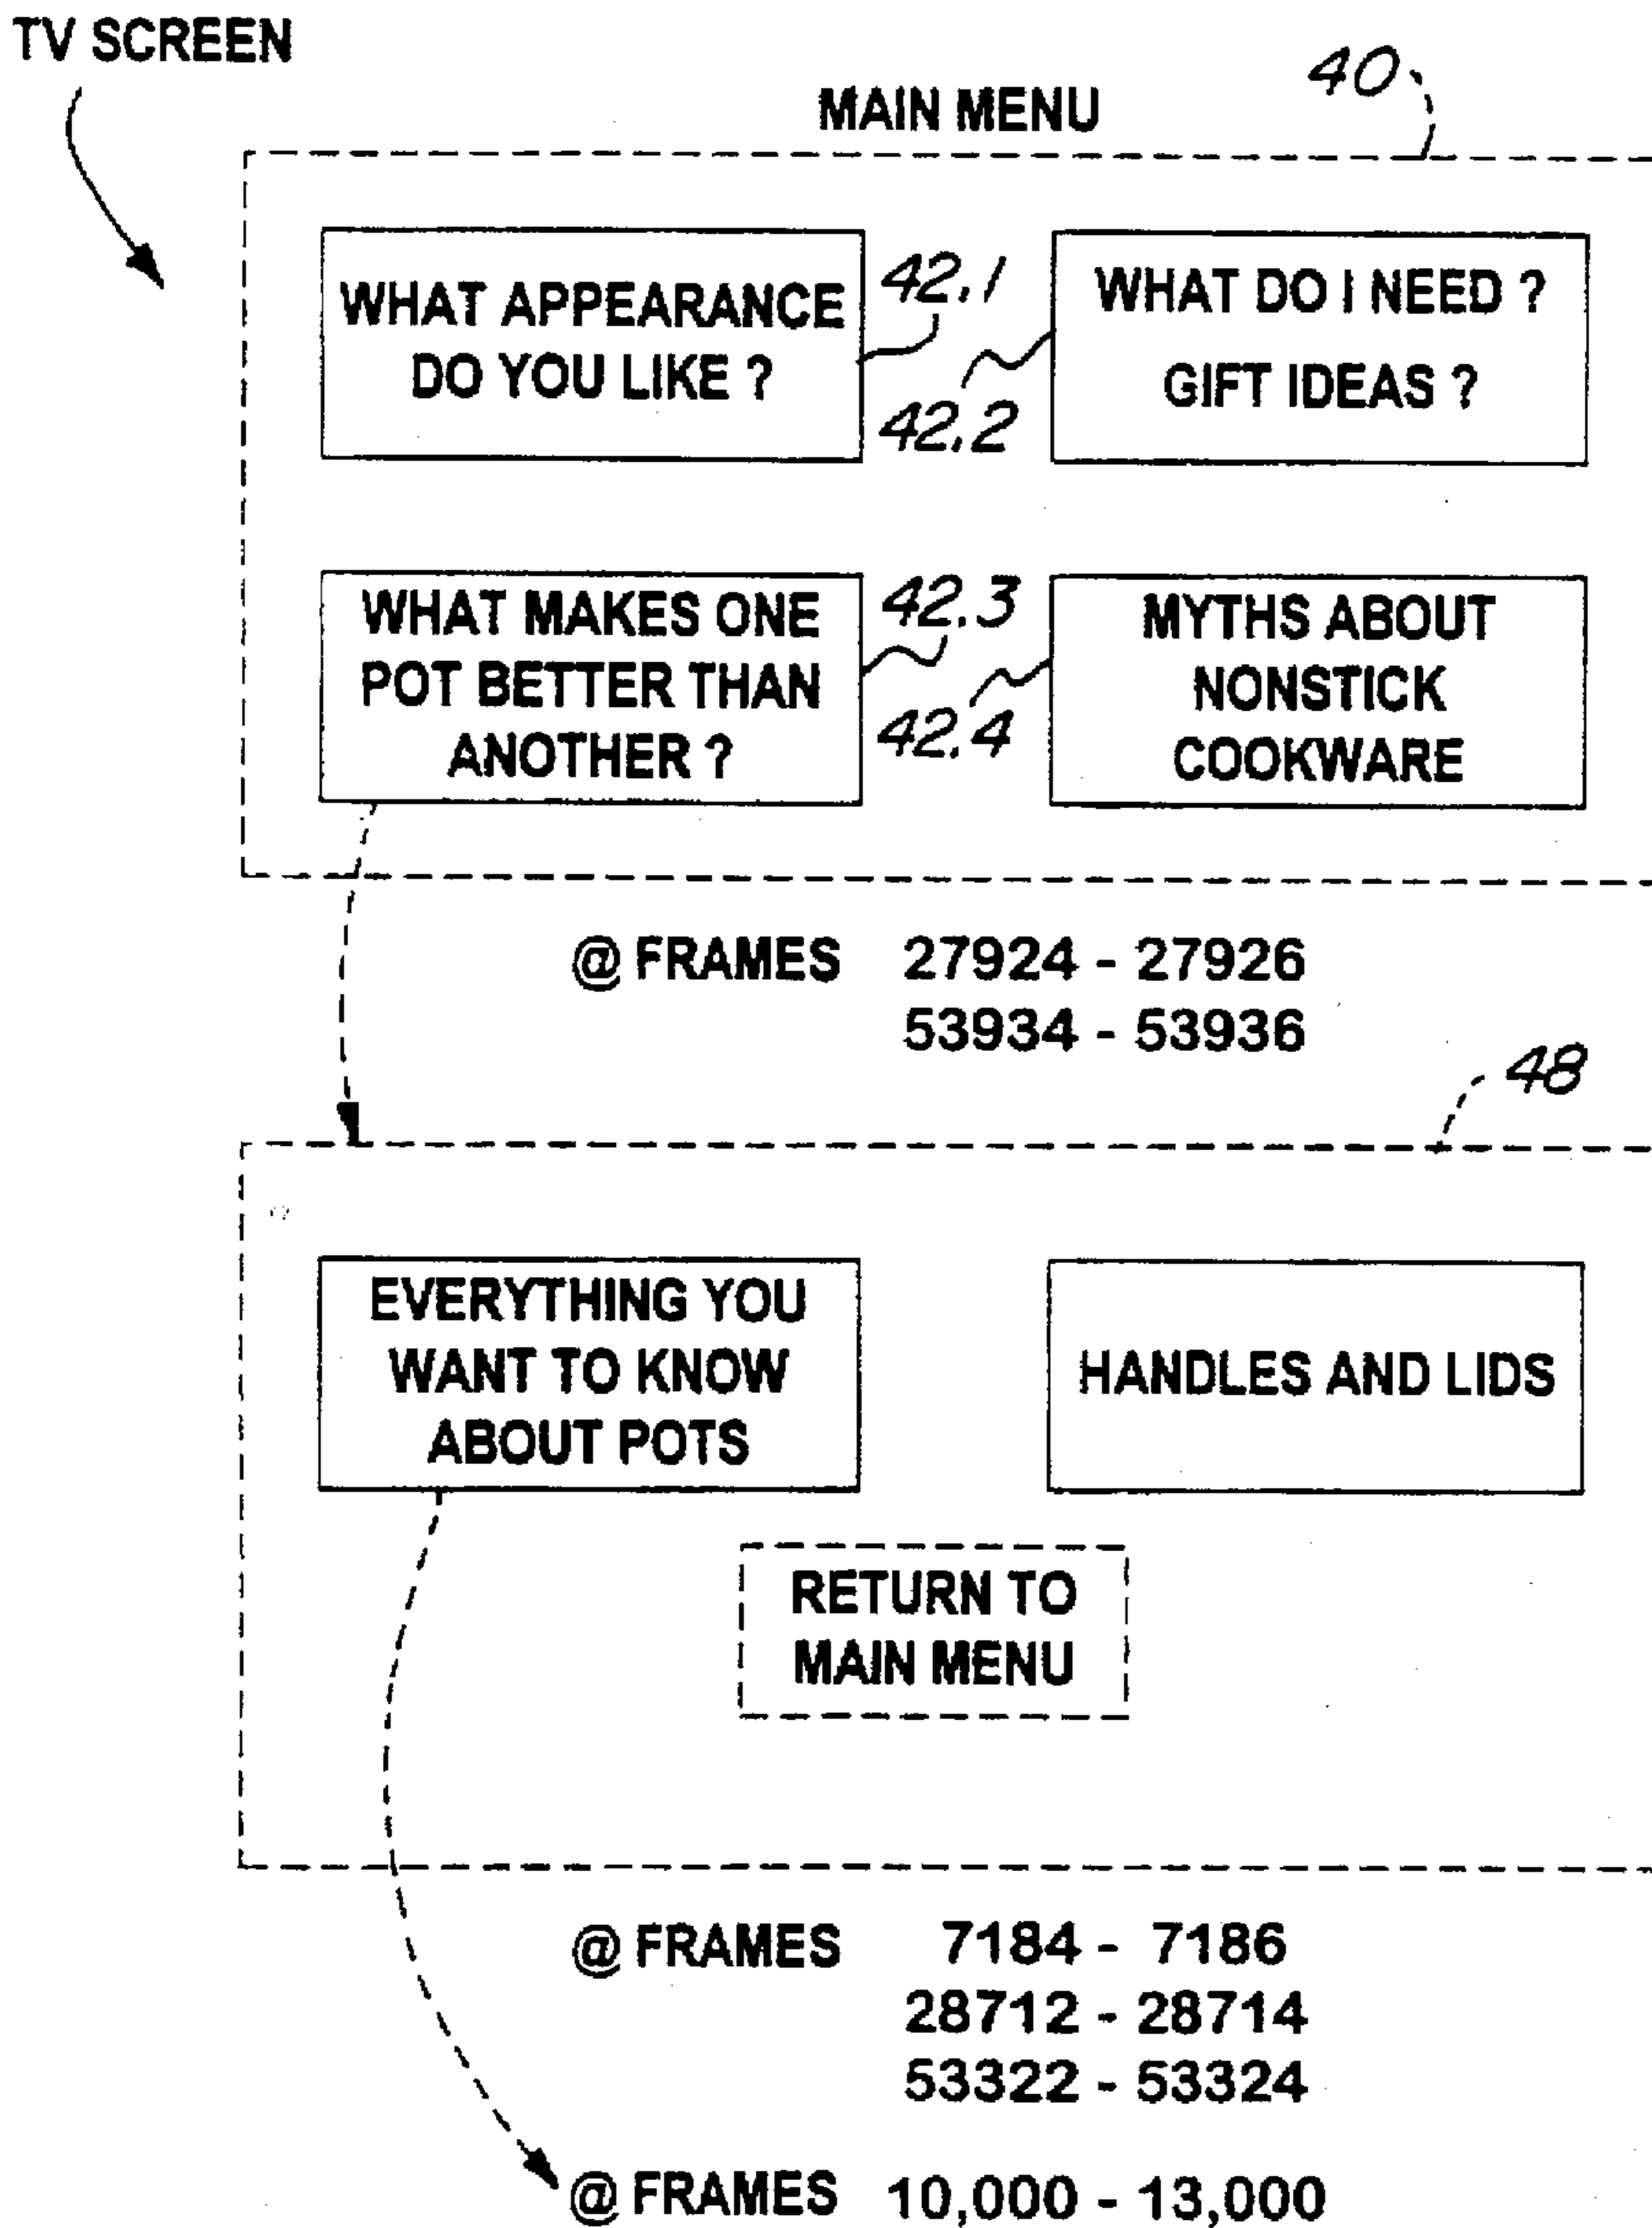 TV SCREEN
MAIN MENU
40
WHAT APPEARANCE
DO YOU LIKE ?
42.1
42.2
WHAT DO I NEED ?
GIFT IDEAS ?
WHAT MAKES ONE
POT BETTER THAN
ANOTHER ?
42.3
42.4
MYTHS ABOUT
NONSTICK
COOKWARE
@ FRAMES 27924 - 27926
53934 - 53936
48
EVERYTHING YOU
WANT TO KNOW
ABOUT POTS
HANDLES AND LIDS
RETURN TO
MAIN MENU
@ FRAMES 7184 - 7186
28712 - 28714
53322 - 53324
@ FRAMES 10,000 - 13,000